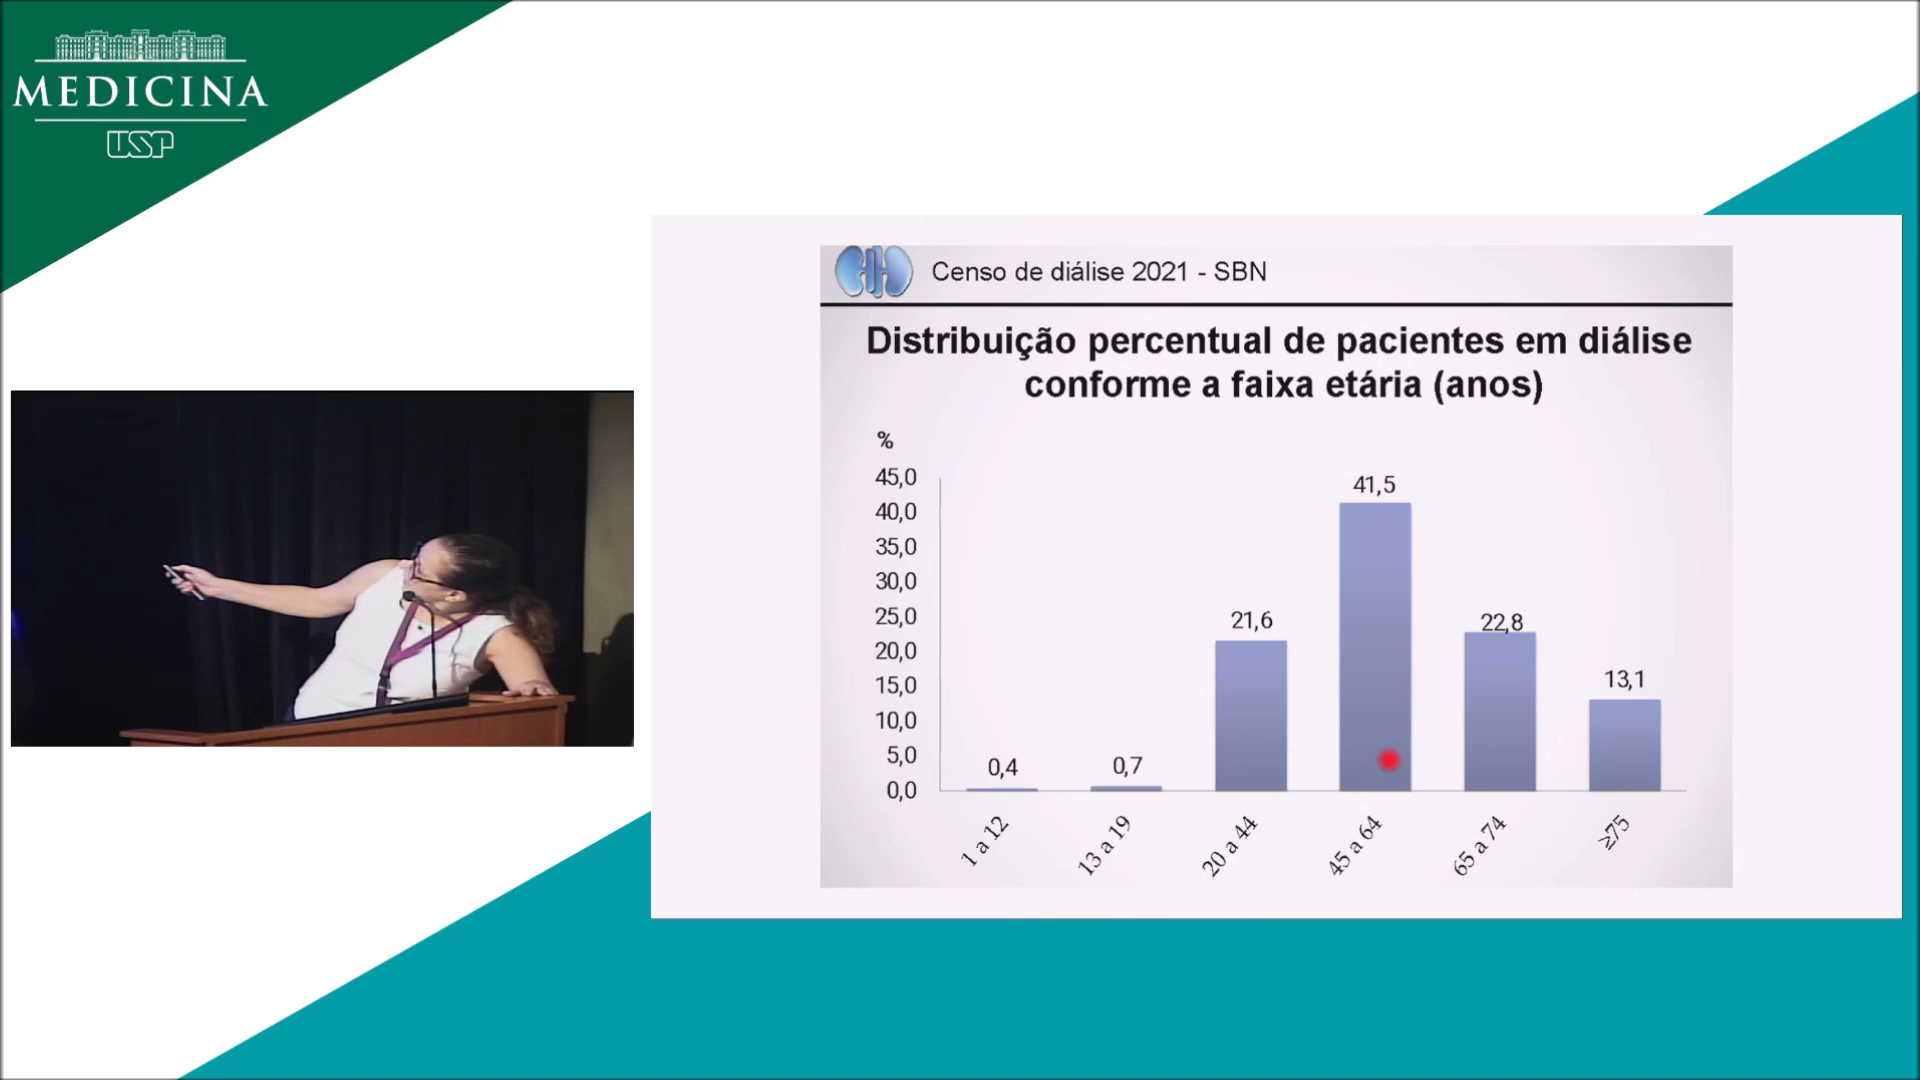 MEDICINA
USP
Censo de diálise 2021 - SBN
Distribuição percentual de pacientes em diálise
conforme a faixa etária (anos)
%
45,0
40,0
35,0
30,0
25,0
20,0
15,0
10,0
5,0
0,0
0,4
0,7
21,6
41,5
22,8
13,1
1 a 12
13 a 19
20 a 44
45 a 64
65 a 74
≥75